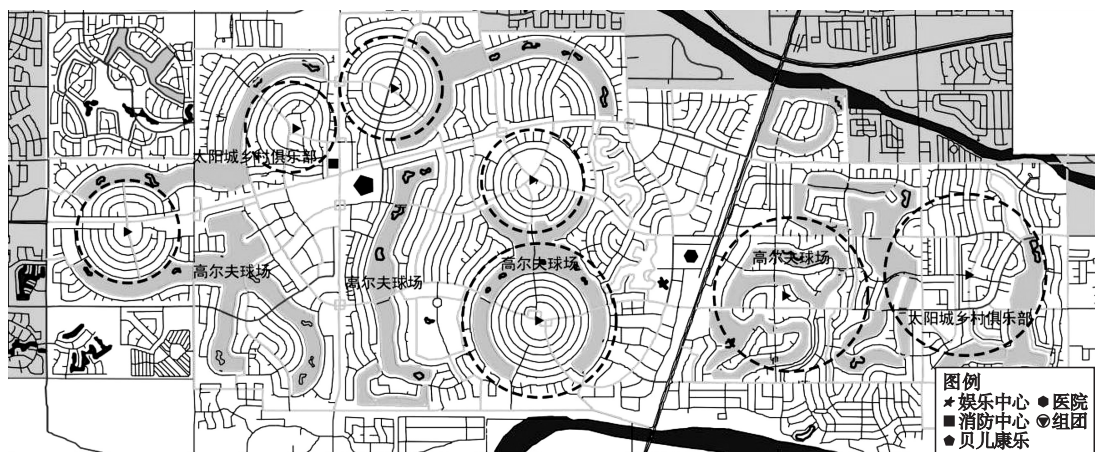 太阳城乡村俱乐部
高尔夫球场
高尔夫球场
高尔夫球场
高尔夫球场
太阳城乡村俱乐部
图例
娱乐中心 医院
消防中心 组团
贝儿康乐